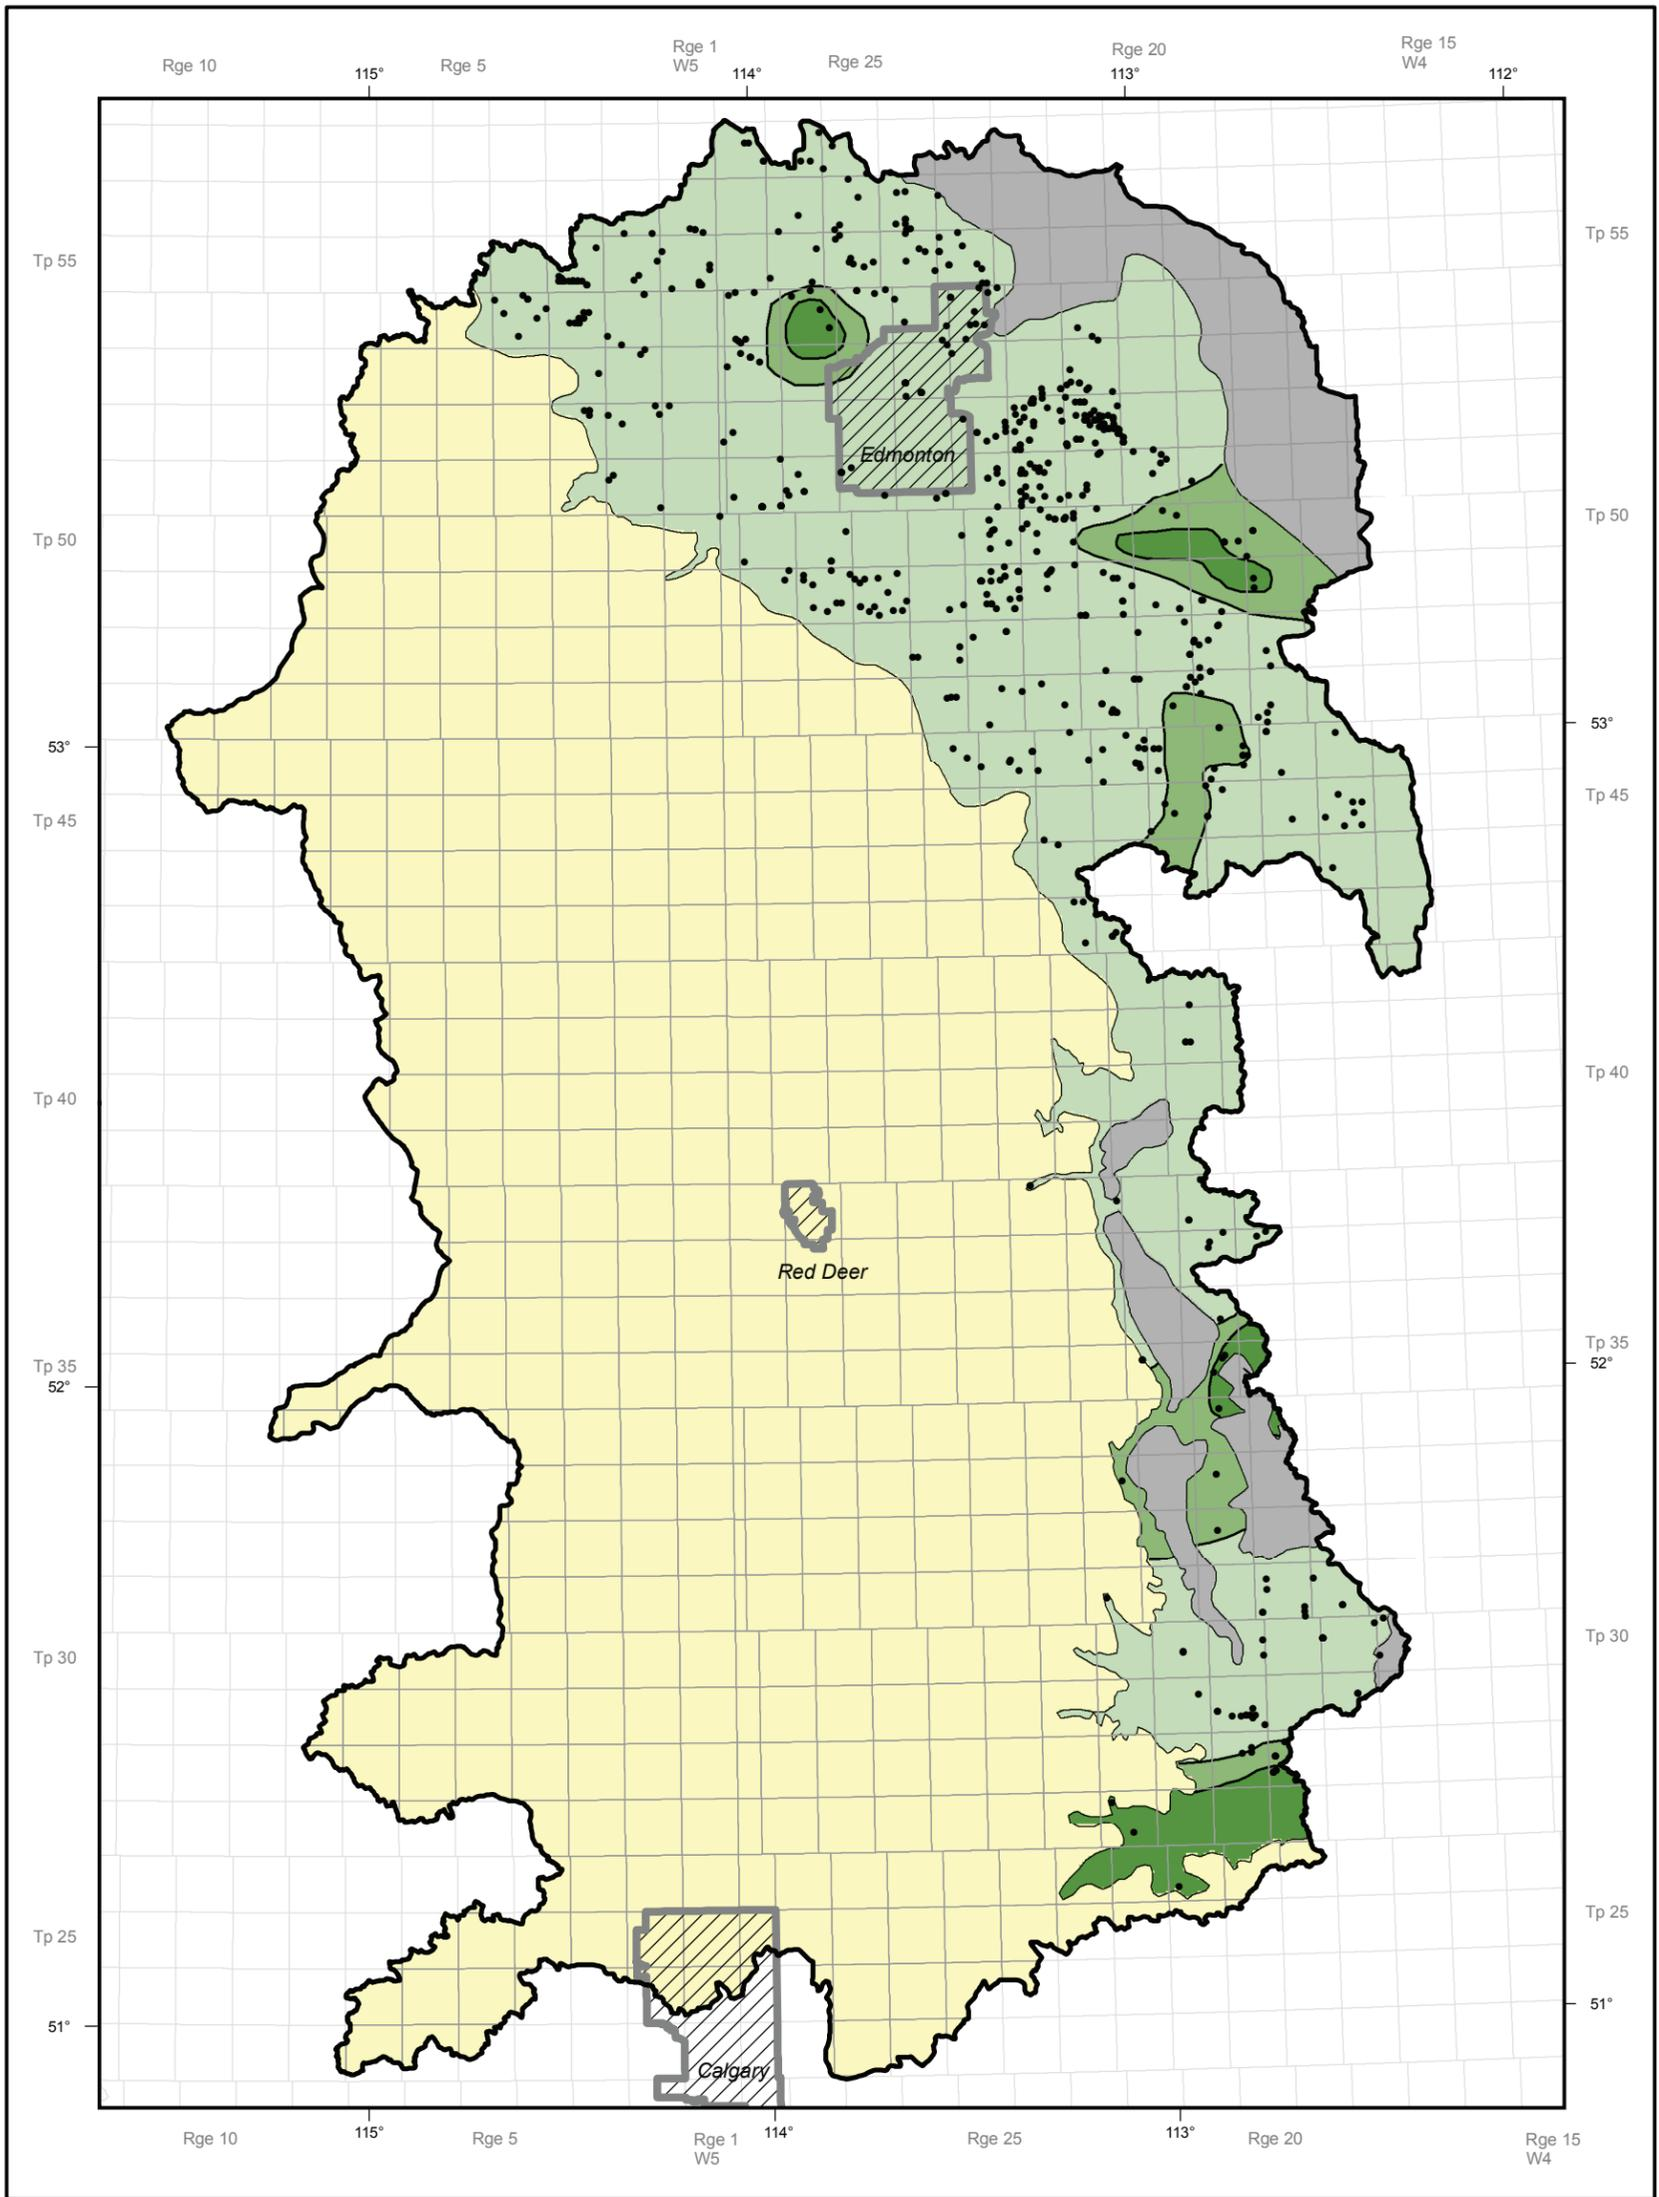 Rge 10
115°
Rge 5
Rge 1
W5
114°
Rge 25
Rge 20
113°
Rge 15
W4
112°
Tp 55
Tp 55
Edmonton
Tp 50
Tp 50
53°
53°
Tp 45
Tp 45
Tp 40
Tp 40
Red Deer
Tp 35
Tp 35
52°
52°
Tp 30
Tp 30
Tp 25
Tp 25
51°
51°
Calgary
Rge 10
115°
Rge 5
Rge 1
W5
114°
Rge 25
113°
Rge 20
Rge 15
W4